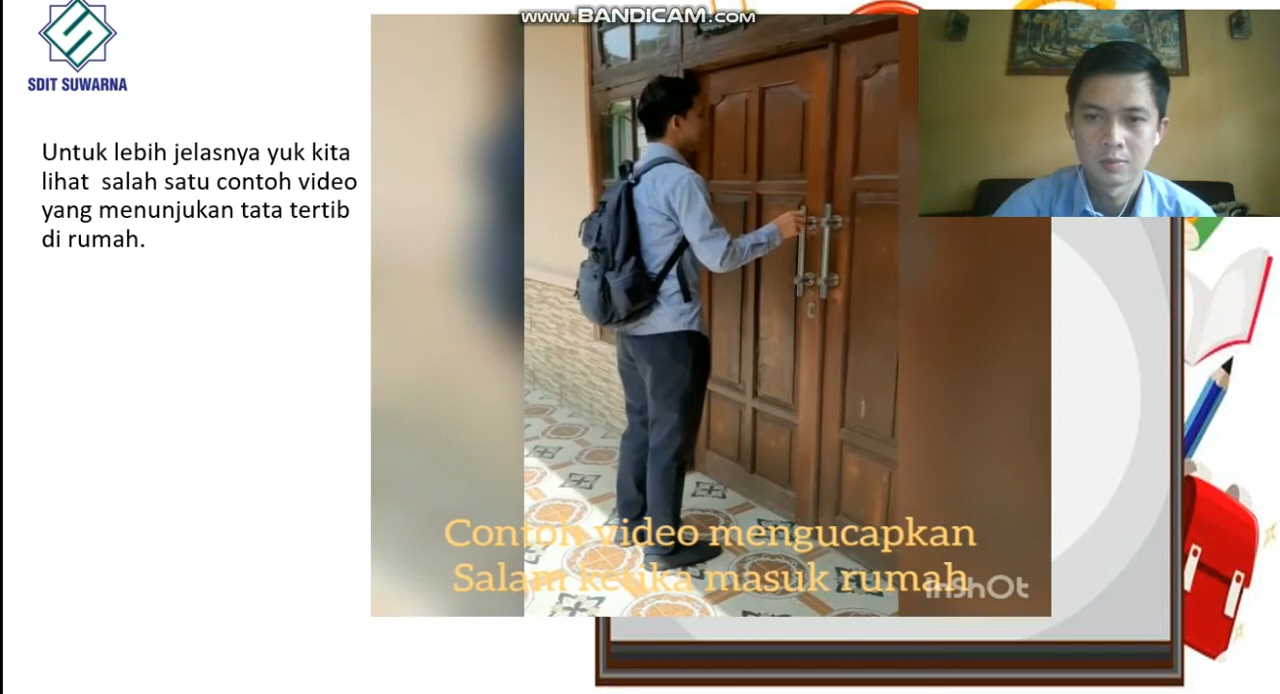 www.BANDICAM.com
SDIT SUWARNA
Untuk lebih jelasnya yuk kita
lihat salah satu contoh video
yang menunjukan tata tertib
di rumah.
Contoh video mengucapkan
Salam ketika masuk rumah
InShOt